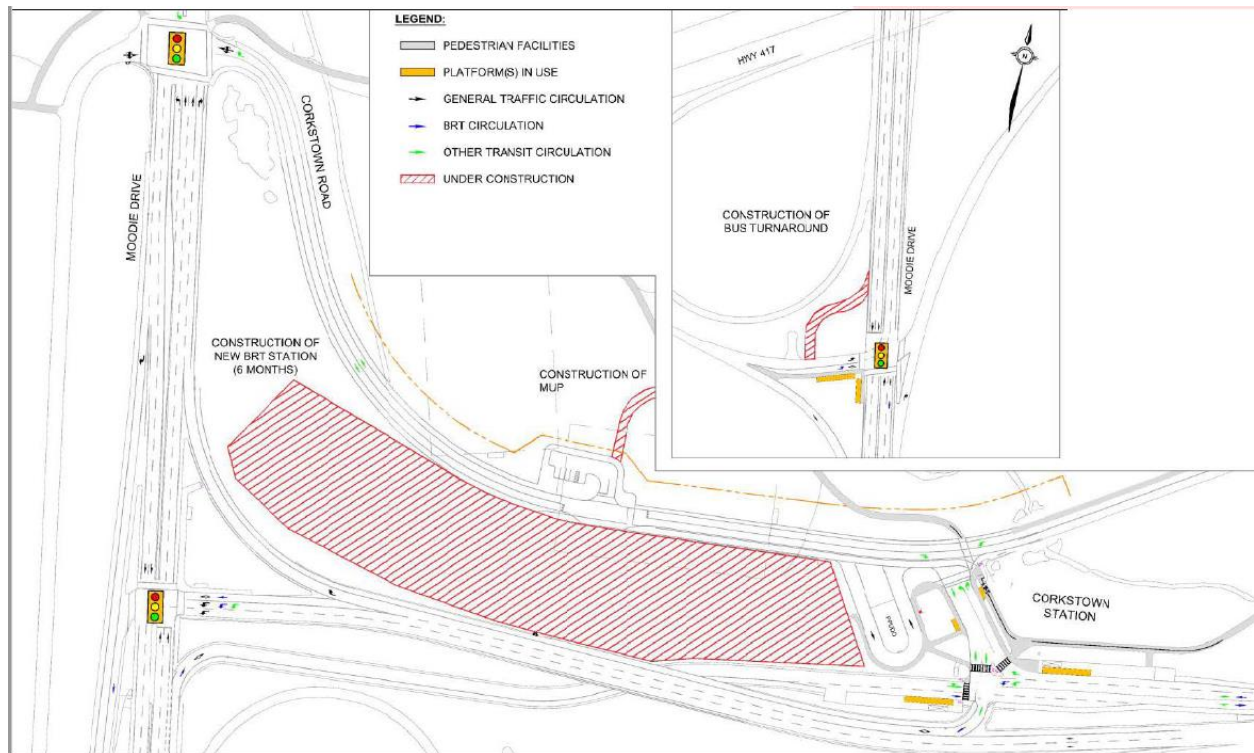 LEGEND:
PEDESTRIAN FACILITIES
PLATFORM(S) IN USE
GENERAL TRAFFIC CIRCULATION
BRT CIRCULATION
OTHER TRANSIT CIRCULATION
UNDER CONSTRUCTION
HWY 417
N
CONSTRUCTION OF
BUS TURNAROUND
MOODIE DRIVE
MOODIE DRIVE
CORKSTOWN ROAD
CONSTRUCTION OF
NEW BRT STATION
(6 MONTHS)
CONSTRUCTION OF
MUP
CORKSTOWN
STATION